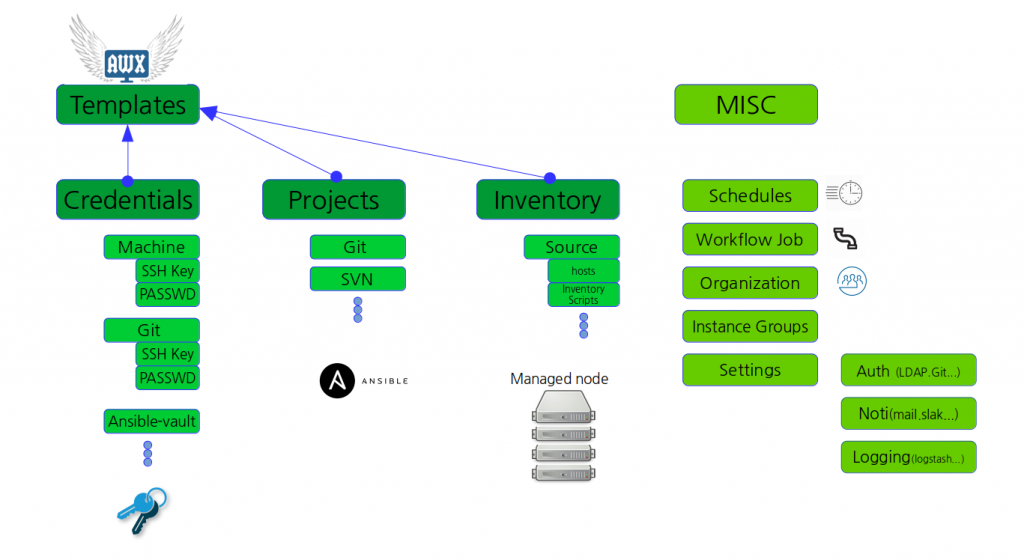 AWX
Templates
MISC
Credentials
Projects
Inventory
Schedules
Machine
Git
Source
Workflow Job
SSH Key
SVN
hosts
PASSWD
Inventory
Scripts
Organization
Git
Instance Groups
SSH Key
PASSWD
ANSIBLE
Managed node
Settings
Auth (LDAP.Git...)
Ansible-vault
Noti(mail.slak...)
Logging(logstash...)